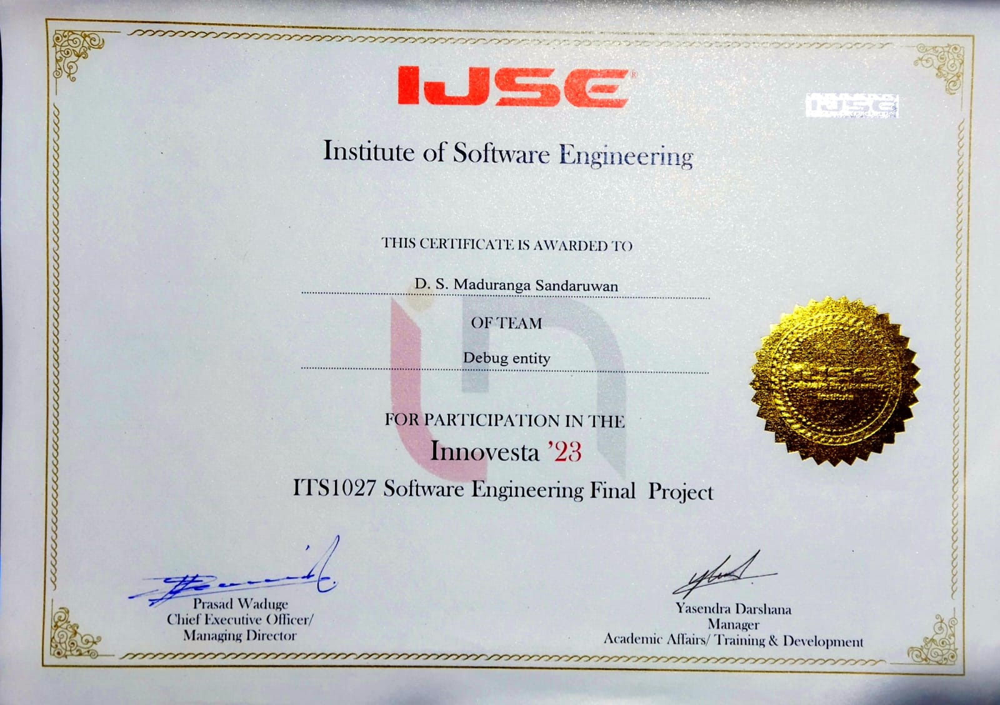 IJSE®
IJSE
Institute of Software Engineering
THIS CERTIFICATE IS AWARDED TO
D. S. Maduranga Sandaruwan
OF TEAM
Debug entity
FOR PARTICIPATION IN THE
Innovesta ’23
ITS1027 Software Engineering Final Project
IJSE
Prasad Waduge
Chief Executive Officer/
Managing Director
Yasendra Darshana
Manager
Academic Affairs/ Training & Development